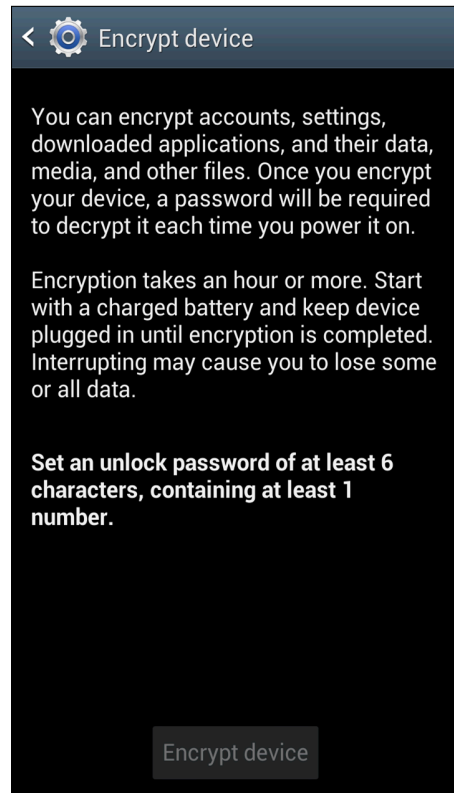 Encrypt device
You can encrypt accounts, settings,
downloaded applications, and their data,
media, and other files. Once you encrypt
your device, a password will be required
to decrypt it each time you power it on.
Encryption takes an hour or more. Start
with a charged battery and keep device
plugged in until encryption is completed.
Interrupting may cause you to lose some
or all data.
Set an unlock password of at least 6
characters, containing at least 1
number.
Encrypt device